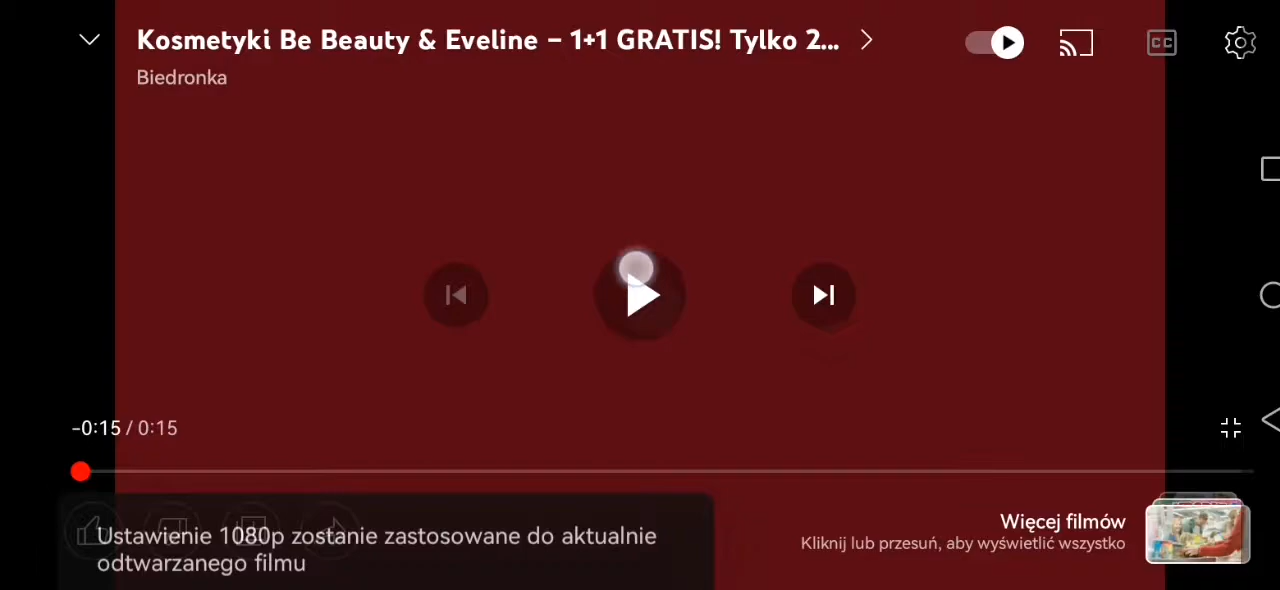 Kosmetyki Be Beauty & Eveline – 1+1 GRATIS! Tylko 2...
Biedronka
CC
-0:15 / 0:15
Ustawienie 1080p zostanie zastosowane do aktualnie
odtwarzanego filmu
Więcej filmów
Kliknij lub przesuń, aby wyświetlić wszystko